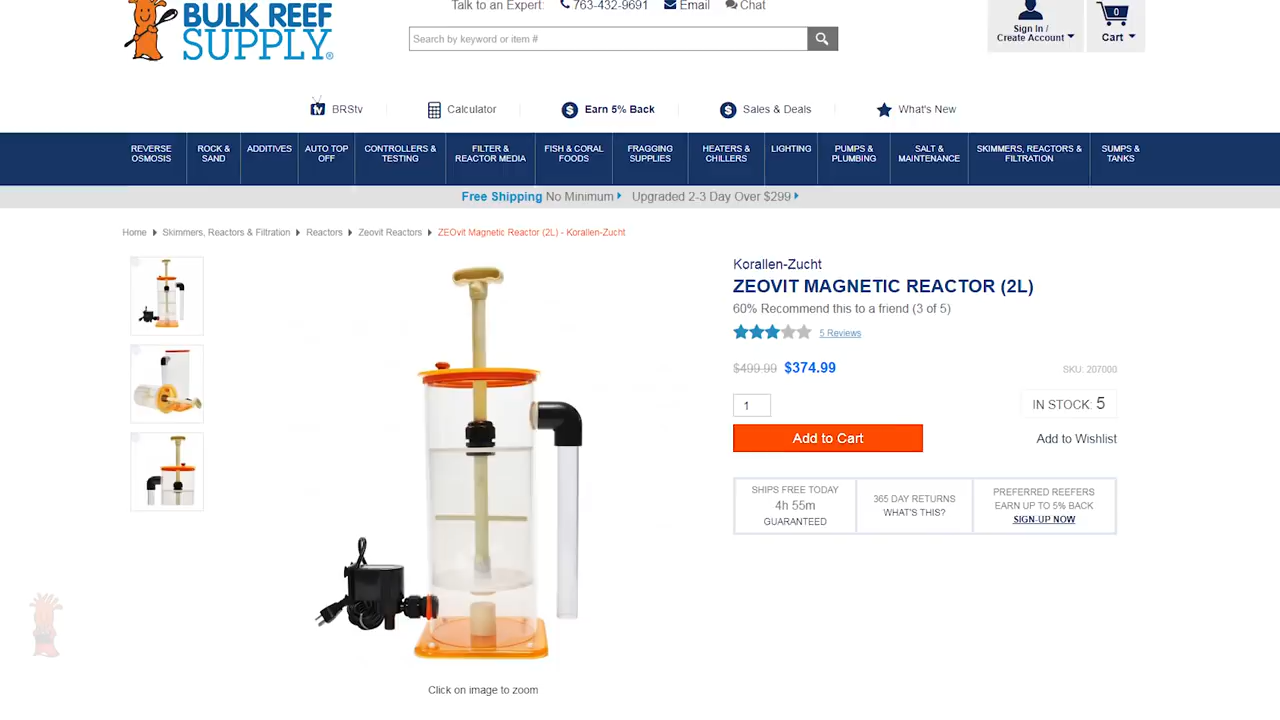 Talk to an Expert: 763-432-9691 Email Chat
BULK REEF
SUPPLY®
Search by keyword or item #
Sign In /
Create Account
0
Cart
tv BRStv
Calculator
$ Earn 5% Back
$ Sales & Deals
What's New
REVERSE
OSMOSIS
ROCK &
SAND
ADDITIVES
AUTO TOP
OFF
CONTROLLERS &
TESTING
FILTER &
REACTOR MEDIA
FISH & CORAL
FOODS
FRAGGING
SUPPLIES
HEATERS &
CHILLERS
LIGHTING
PUMPS &
PLUMBING
SALT &
MAINTENANCE
SKIMMERS, REACTORS &
FILTRATION
SUMPS &
TANKS
Free Shipping No Minimum Upgraded 2-3 Day Over $299
Home Skimmers, Reactors & Filtration Reactors Zeovit Reactors ZEOvit Magnetic Reactor (2L) - Korallen-Zucht
Korallen-Zucht
ZEOVIT MAGNETIC REACTOR (2L)
60% Recommend this to a friend (3 of 5)
5 Reviews
$499.99 $374.99
SKU: 207000
1
IN STOCK: 5
Add to Cart
Add to Wishlist
SHIPS FREE TODAY
4h 55m
GUARANTEED
365 DAY RETURNS
WHAT'S THIS?
PREFERRED REEFERS
EARN UP TO 5% BACK
SIGN-UP NOW
Click on image to zoom